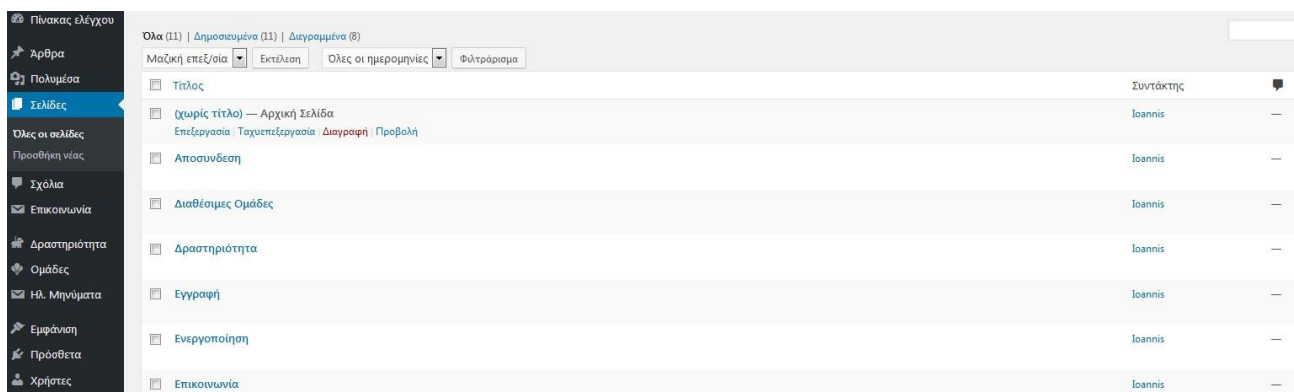 Πίνακας ελέγχου
Άρθρα
Πολυμέσα
Σελίδες
Όλες οι σελίδες
Προσθήκη νέας
Σχόλια
Επικοινωνία
Δραστηριότητα
Ομάδες
Ηλ. Μηνύματα
Εμφάνιση
Πρόσθετα
Χρήστες
Όλα (11) | Δημοσιευμένα (11) | Διεγραμμένα (8)
Μαζική επεξ/σία Εκτέλεση Όλες οι ημερομηνίες Φιλτράρισμα
Τίτλος Συντάκτης
(χωρίς τίτλο) — Αρχική Σελίδα Ioannis —
Επεξεργασία | Ταχυεπεξεργασία | Διαγραφή | Προβολή
Αποσυνδεση Ioannis —
Διαθέσιμες Ομάδες Ioannis —
Δραστηριότητα Ioannis —
Εγγραφή Ioannis —
Ενεργοποίηση Ioannis —
Επικοινωνία Ioannis —